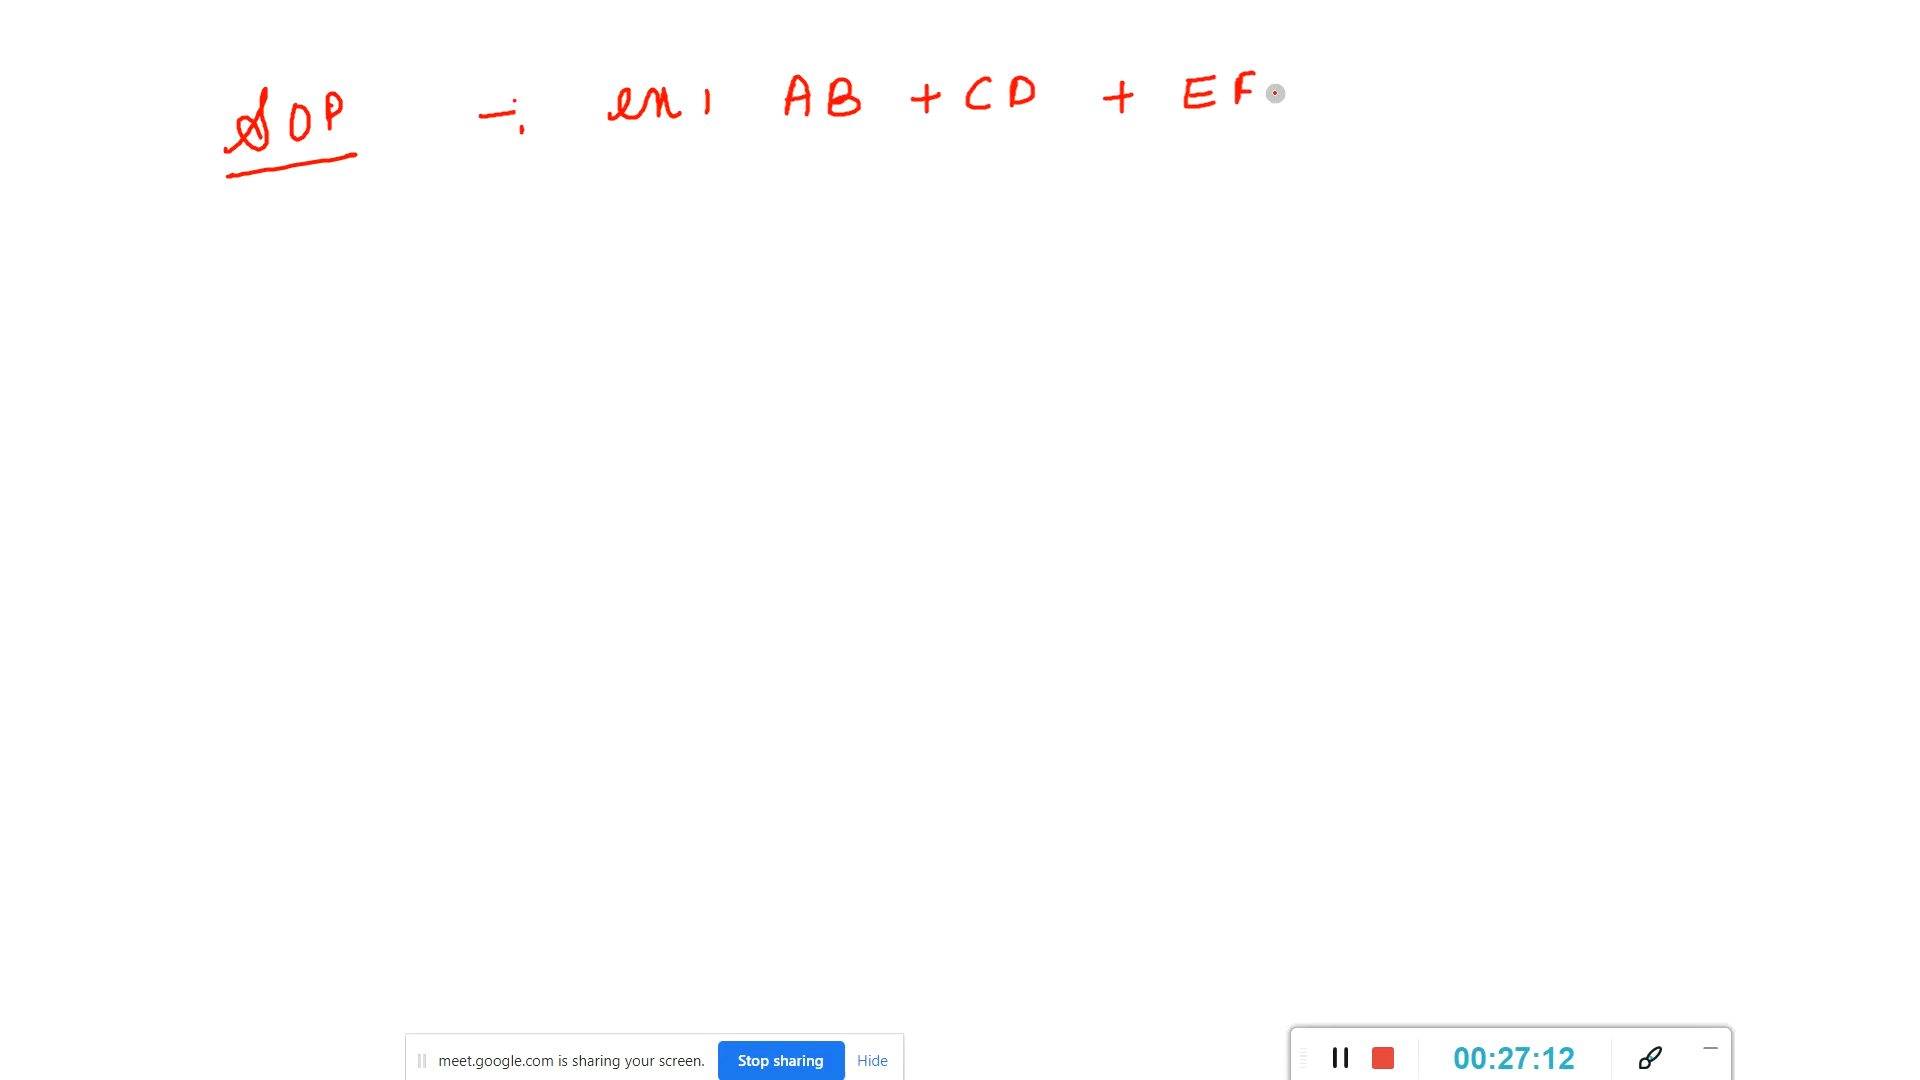 SOP -: ex: AB + CD + EF
meet.google.com is sharing your screen. Stop sharing Hide
00:27:12